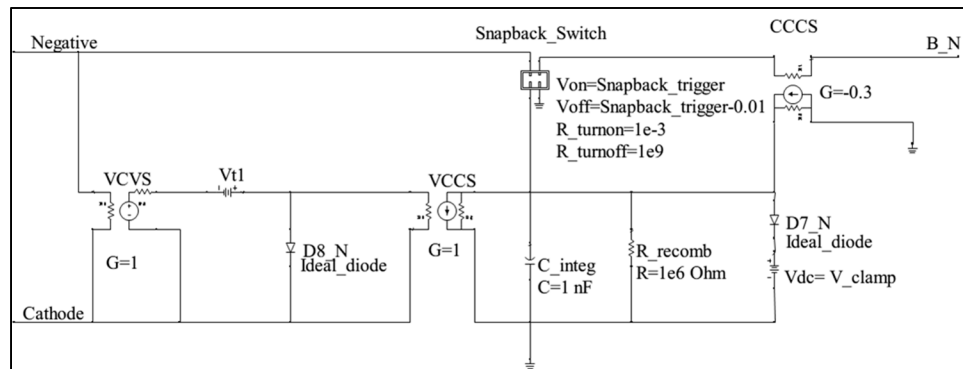 Snapback_Switch
CCCS
Negative
B_N
Von=Snapback_trigger
Voff=Snapback_trigger-0.01
R_turnon=1e-3
R_turnoff=1e9
G=-0.3
VCVS
Vt1
VCCS
D7_N
Ideal_diode
D8_N
Ideal_diode
G=1
G=1
C_integ
C=1 nF
R_recomb
R=1e6 Ohm
Vdc= V_clamp
Cathode